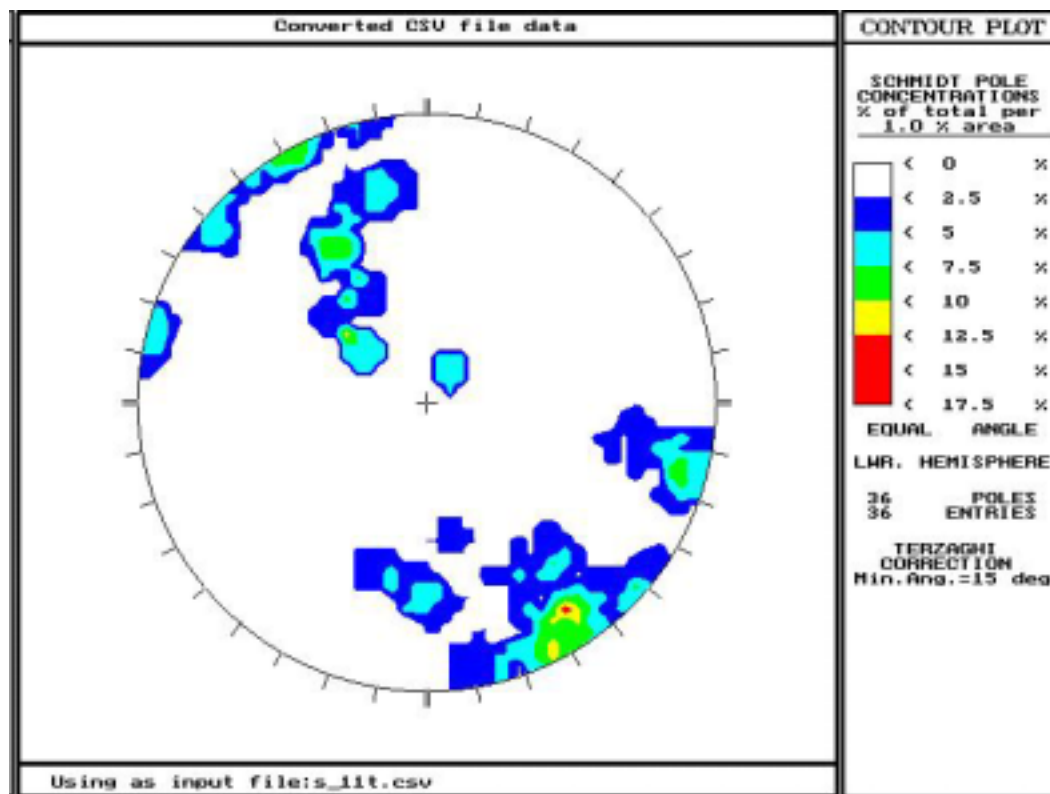 Converted CSV file data
CONTOUR PLOT
SCHMIDT POLE
CONCENTRATIONS
% of total per
1.0 % area
< 0 %
< 2.5 %
< 5 %
< 7.5 %
< 10 %
< 12.5 %
< 15 %
< 17.5 %
EQUAL ANGLE
LWR. HEMISPHERE
36 POLES
36 ENTRIES
TERZAGHI
CORRECTION
Min.Ang.=15 deg
Using as input file:s_11t.csv